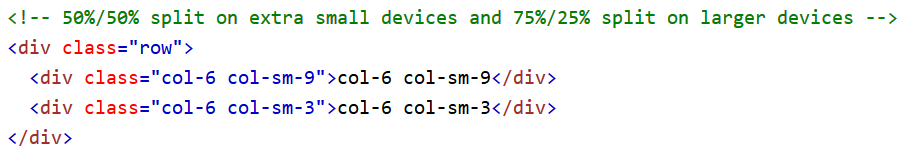 <!-- 50%/50% split on extra small devices and 75%/25% split on larger devices -->
<div class="row">
  <div class="col-6 col-sm-9">col-6 col-sm-9</div>
  <div class="col-6 col-sm-3">col-6 col-sm-3</div>
</div>